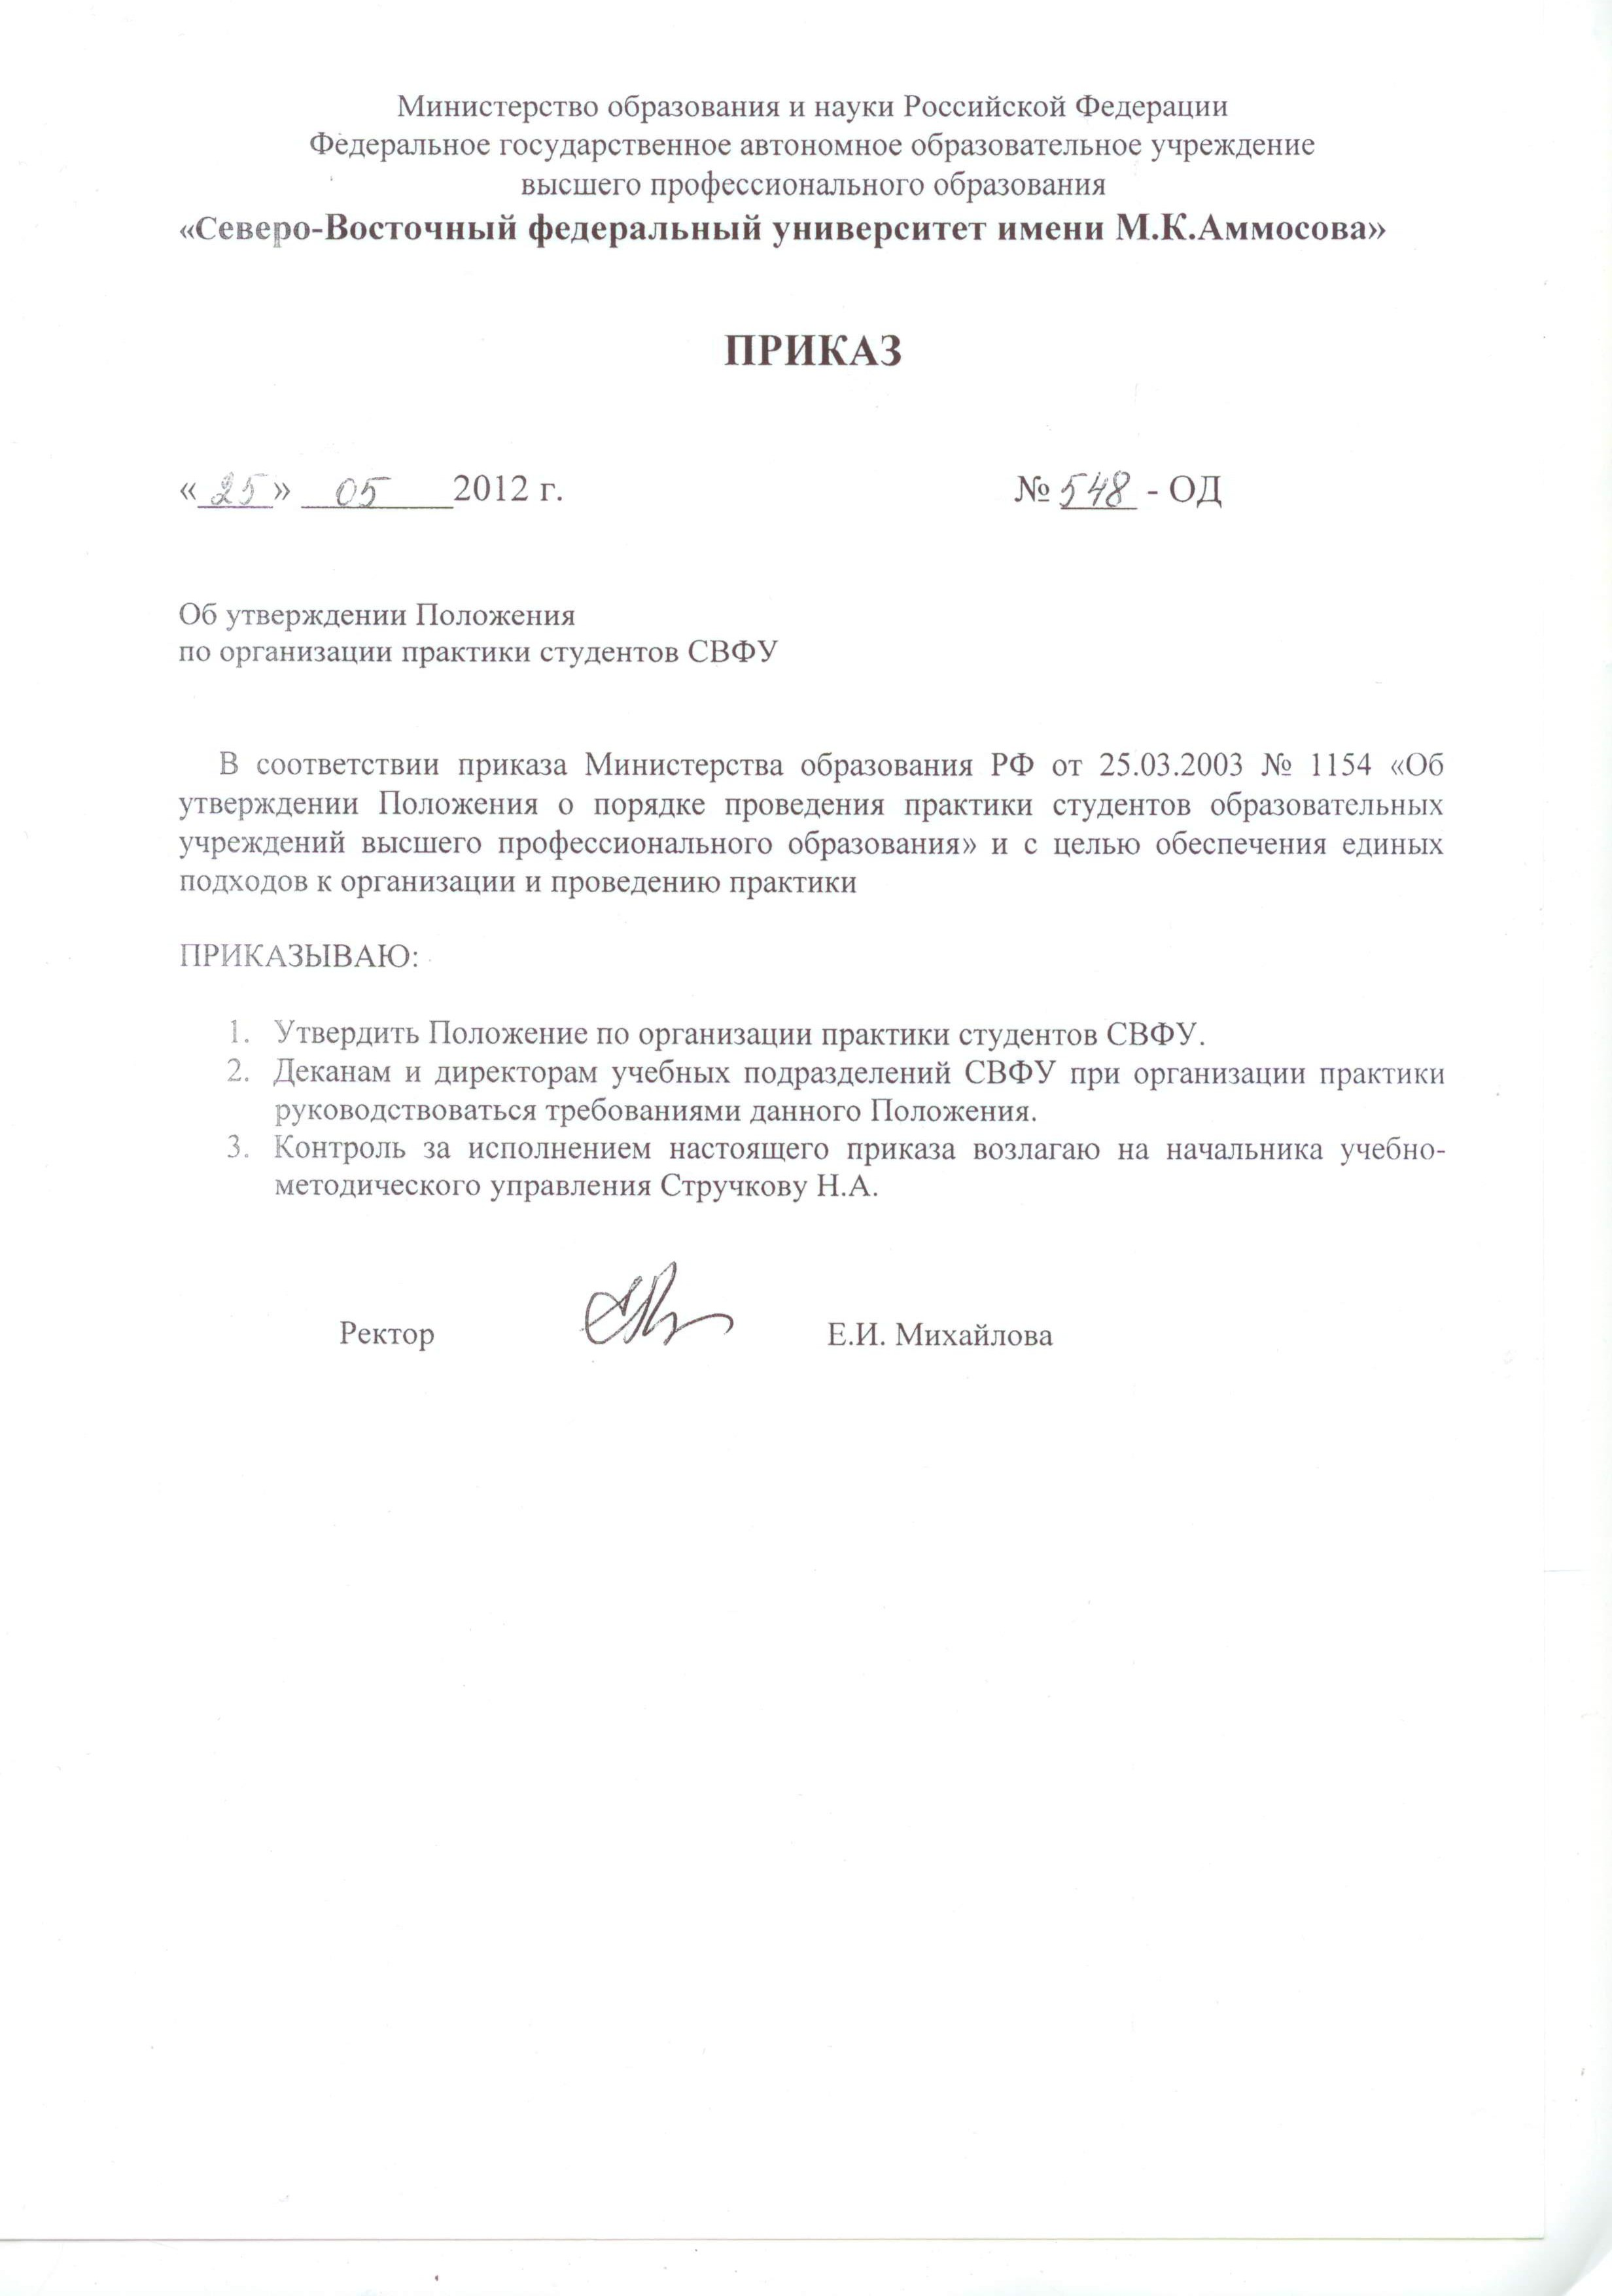 Министерство образования и науки Российской Федерации
Федеральное государственное автономное образовательное учреждение
высшего профессионального образования
«Северо-Восточный федеральный университет имени М.К.Аммосова»
ПРИКАЗ
«25» 05 2012 г. № 548 - ОД
Об утверждении Положения
по организации практики студентов СВФУ
В соответствии приказа Министерства образования РФ от 25.03.2003 № 1154 «Об
утверждении Положения о порядке проведения практики студентов образовательных
учреждений высшего профессионального образования» и с целью обеспечения единых
подходов к организации и проведению практики
ПРИКАЗЫВАЮ:
1. Утвердить Положение по организации практики студентов СВФУ.
2. Деканам и директорам учебных подразделений СВФУ при организации практики
руководствоваться требованиями данного Положения.
3. Контроль за исполнением настоящего приказа возлагаю на начальника учебно-
методического управления Стручкову Н.А.
Ректор Е.И. Михайлова